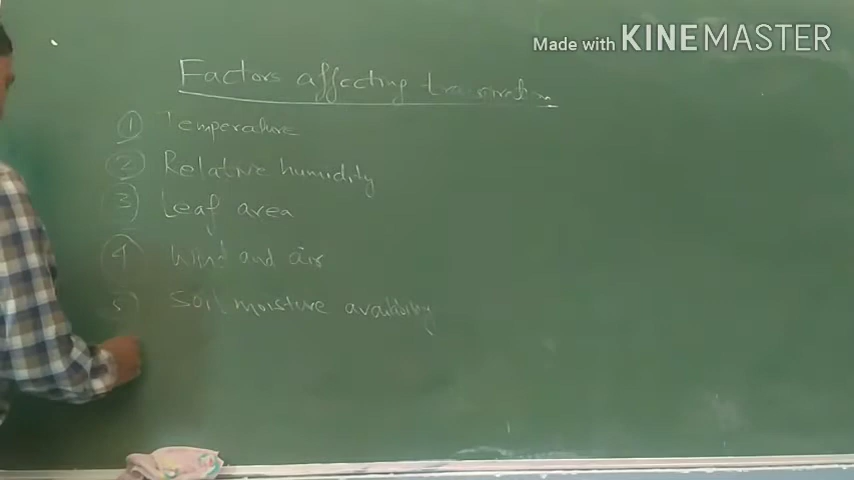 Made with KINEMASTER
Factors affecting
① Temperature
② Relative humidity
③ Leaf area
④ Wind and air
5) Soil moisture availability